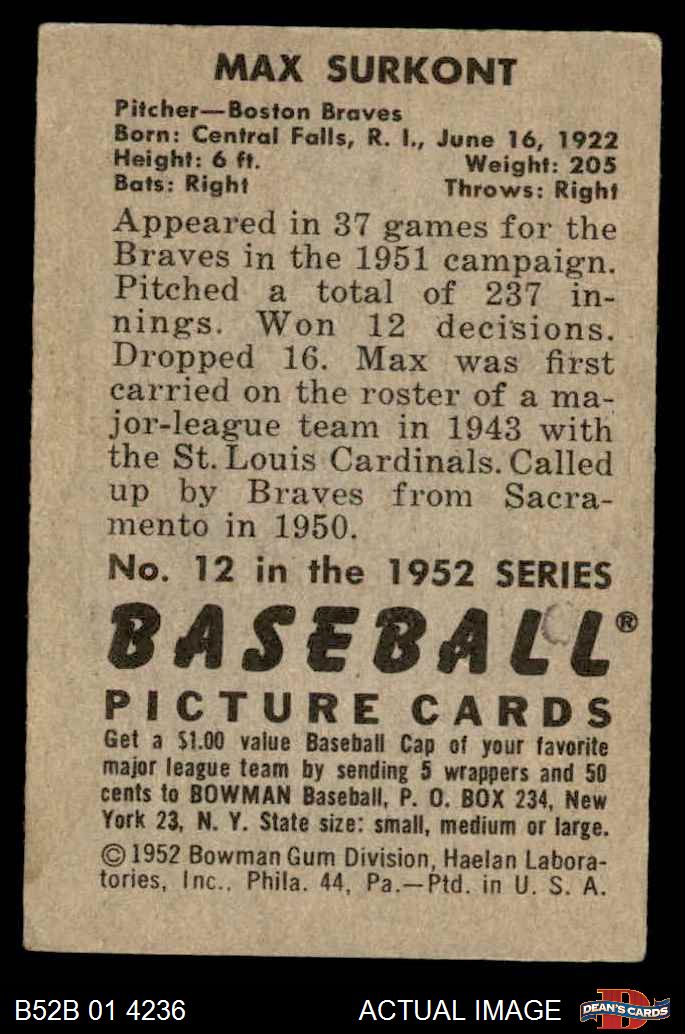 MAX SURKONT
Pitcher—Boston Braves
Born: Central Falls, R. I., June 16, 1922
Height: 6 ft. Weight: 205
Bats: Right Throws: Right
Appeared in 37 games for the
Braves in the 1951 campaign.
Pitched a total of 237 in-
nings. Won 12 decisions.
Dropped 16. Max was first
carried on the roster of a ma-
jor-league team in 1943 with
the St. Louis Cardinals. Called
up by Braves from Sacra-
mento in 1950.
No. 12 in the 1952 SERIES
BASEBALL®
PICTURE CARDS
Get a $1.00 value Baseball Cap of your favorite
major league team by sending 5 wrappers and 50
cents to BOWMAN Baseball, P. O. BOX 234, New
York 23, N. Y. State size: small, medium or large.
© 1952 Bowman Gum Division, Haelan Labora-
tories, Inc., Phila. 44, Pa.—Ptd. in U. S. A.
B52B 01 4236 ACTUAL IMAGE D DEAN'S CARDS